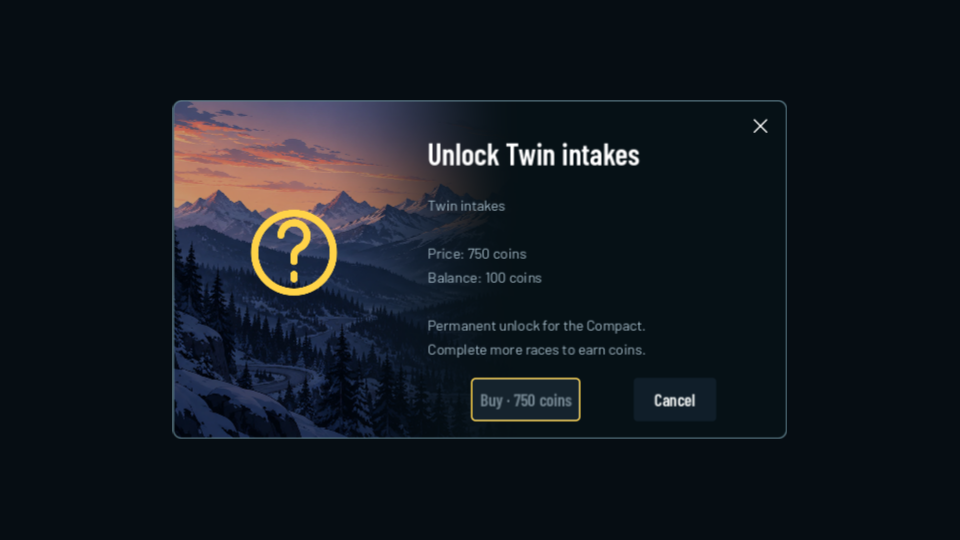 Unlock Twin intakes
Twin intakes
Price: 750 coins
Balance: 100 coins
Permanent unlock for the Compact.
Complete more races to earn coins.
Buy · 750 coins
Cancel